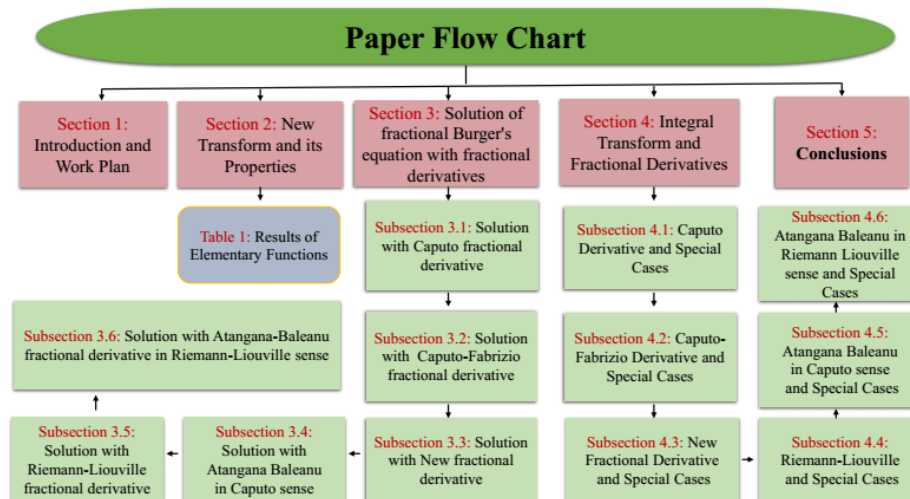 Paper Flow Chart
Section 1:
Introduction and
Work Plan
Section 2: New
Transform and its
Properties
Section 3: Solution of
fractional Burger's
equation with fractional
derivatives
Section 4: Integral
Transform and
Fractional Derivatives
Section 5:
Conclusions
Table 1: Results of
Elementary Functions
Subsection 3.1: Solution
with Caputo fractional
derivative
Subsection 4.1: Caputo
Derivative and Special
Cases
Subsection 4.6:
Atangana Baleanu in
Riemann Liouville
sense and Special
Cases
Subsection 3.6: Solution with Atangana-Baleanu
fractional derivative in Riemann-Liouville sense
Subsection 3.2: Solution
with Caputo-Fabrizio
fractional derivative
Subsection 4.2: Caputo-
Fabrizio Derivative and
Special Cases
Subsection 4.5:
Atangana Baleanu
in Caputo sense
and Special Cases
Subsection 3.5:
Solution with
Riemann-Liouville
fractional derivative
Subsection 3.4:
Solution with
Atangana Baleanu
in Caputo sense
Subsection 3.3: Solution
with New fractional
derivative
Subsection 4.3: New
Fractional Derivative
and Special Cases
Subsection 4.4:
Riemann-Liouville
and Special Cases